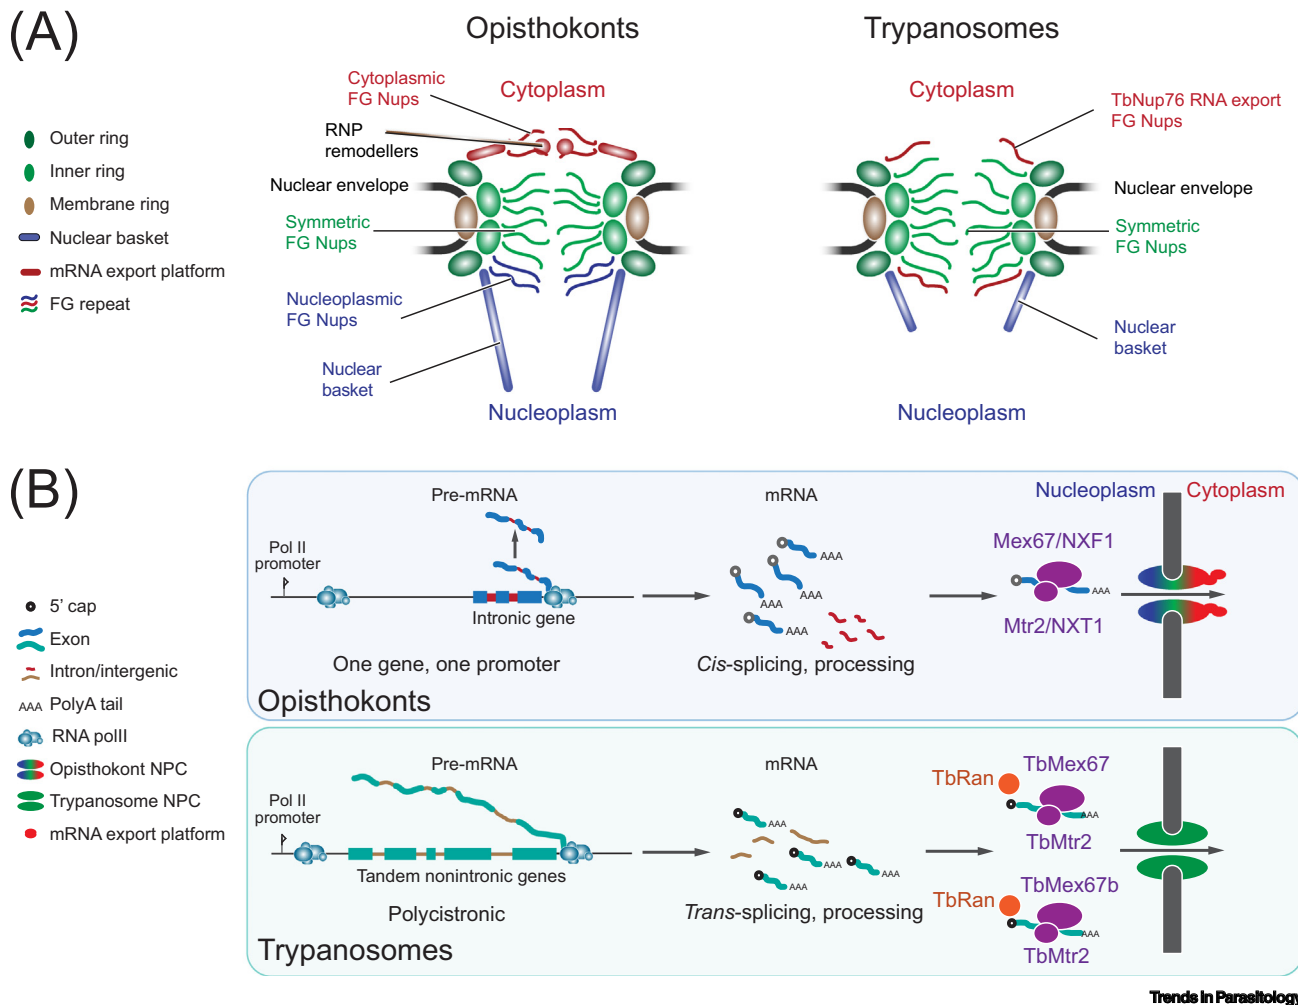 (A)
Opisthokonts
Trypanosomes
Outer ring
Inner ring
Membrane ring
Nuclear basket
mRNA export platform
FG repeat
Cytoplasmic
FG Nups
Cytoplasm
RNP
remodellers
Nuclear envelope
Symmetric
FG Nups
Nucleoplasmic
FG Nups
Nuclear
basket
Nucleoplasm
Cytoplasm
TbNup76 RNA export
FG Nups
Nuclear envelope
Symmetric
FG Nups
Nuclear
basket
Nucleoplasm
(B)
5' cap
Exon
Intron/intergenic
AAA PolyA tail
RNA polII
Opisthokont NPC
Trypanosome NPC
mRNA export platform
Pre-mRNA
mRNA
Nucleoplasm
Cytoplasm
Pol II
promoter
Intronic gene
One gene, one promoter
AAA
AAA
AAA
AAA
Cis-splicing, processing
Mex67/NXF1
AAA
Mtr2/NXT1
Opisthokonts
Pre-mRNA
mRNA
Pol II
promoter
Tandem nonintronic genes
Polycistronic
AAA
AAA
AAA
AAA
Trans-splicing, processing
TbRan
TbMex67
AAA
TbMtr2
TbRan
TbMex67b
AAA
TbMtr2
Trypanosomes
Trends in Parasitology